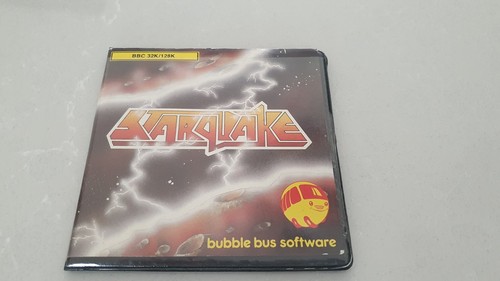 BBC 32K/128K
STARQUAKE
bubble bus software